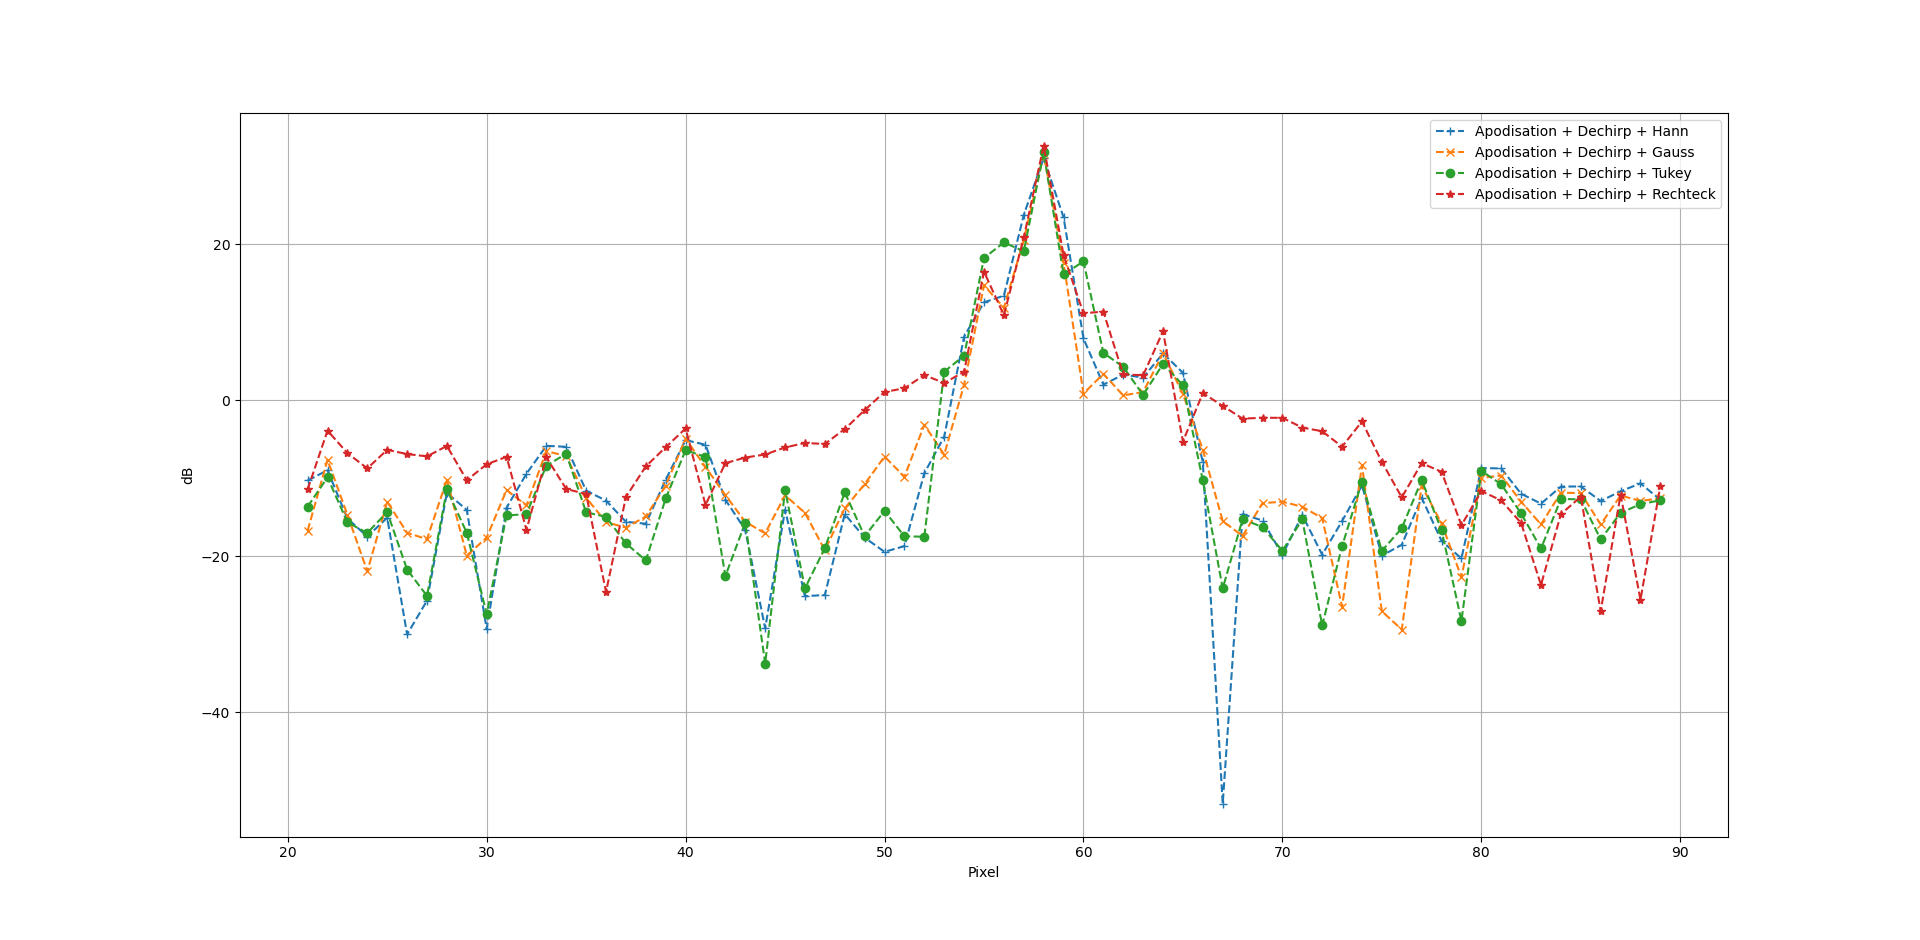 Apodisation + Dechirp + Hann
Apodisation + Dechirp + Gauss
Apodisation + Dechirp + Tukey
Apodisation + Dechirp + Rechteck
20
0
−20
−40
dB
20 30 40 50 60 70 80 90
Pixel